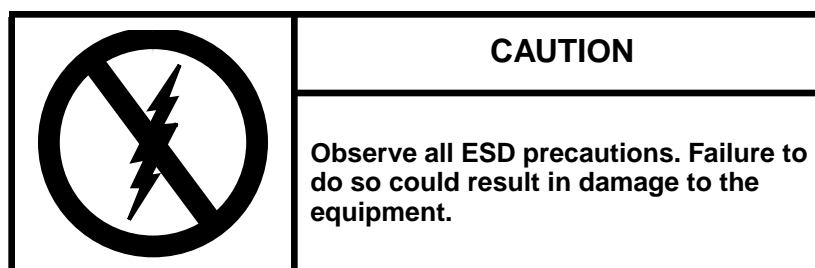 CAUTION
Observe all ESD precautions. Failure to
do so could result in damage to the
equipment.